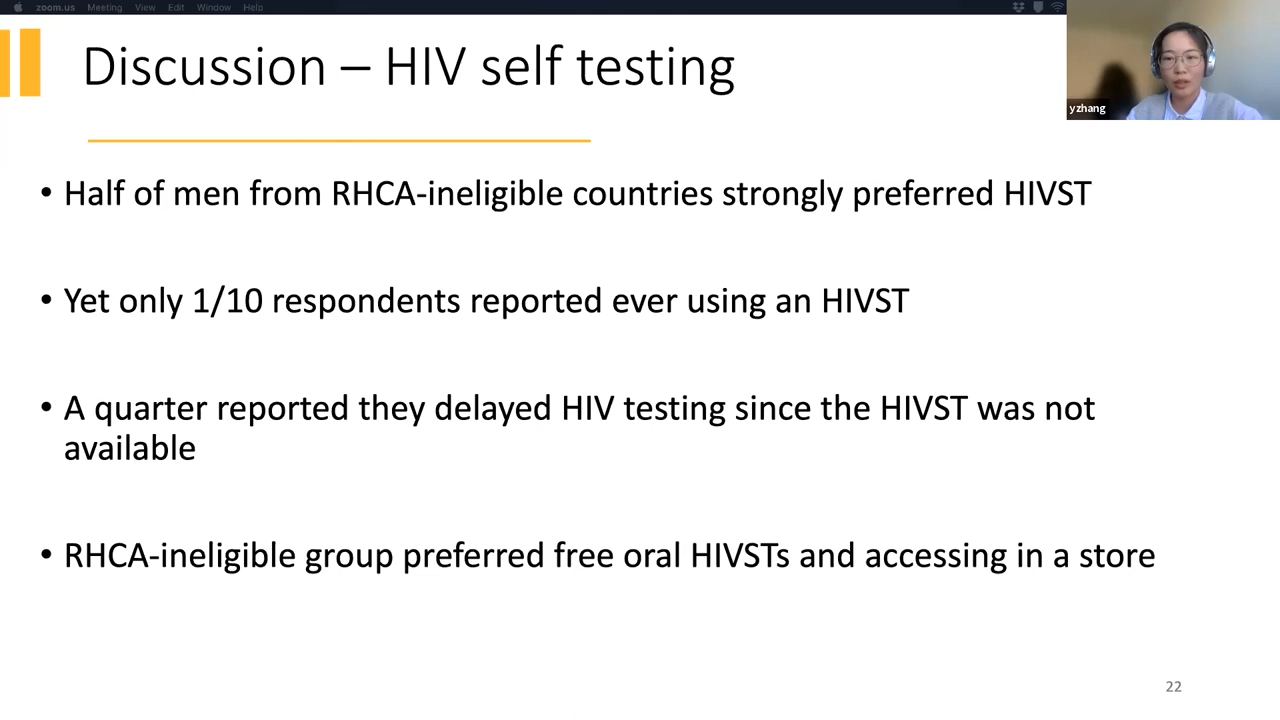 zoom.us Meeting View Edit Window Help
Discussion – HIV self testing
yzhang
• Half of men from RHCA-ineligible countries strongly preferred HIVST
• Yet only 1/10 respondents reported ever using an HIVST
• A quarter reported they delayed HIV testing since the HIVST was not
available
• RHCA-ineligible group preferred free oral HIVSTs and accessing in a store
22